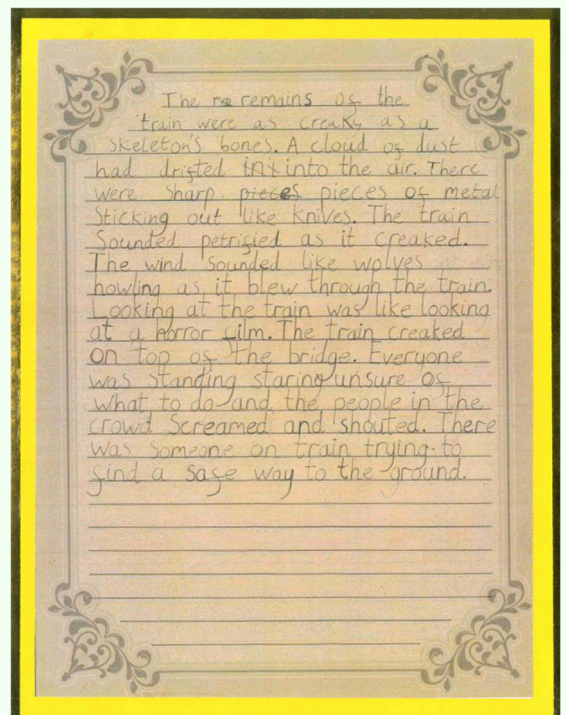 The remains of the
train were as creaky as a
skeleton's bones. A cloud of dust
had drifted into the air. There
were sharp pieces pieces of metal
Sticking out like knives. The train
Sounded petrified as it creaked.
The wind sounded like wolves
howling as it blew through the train.
Looking at the train was like looking
at a horror film. The train creaked
on top of the bridge. Everyone
was standing staring unsure of
what to do and the people in the
crowd Screamed and shouted. There
was someone on train trying to
find a safe way to the ground.